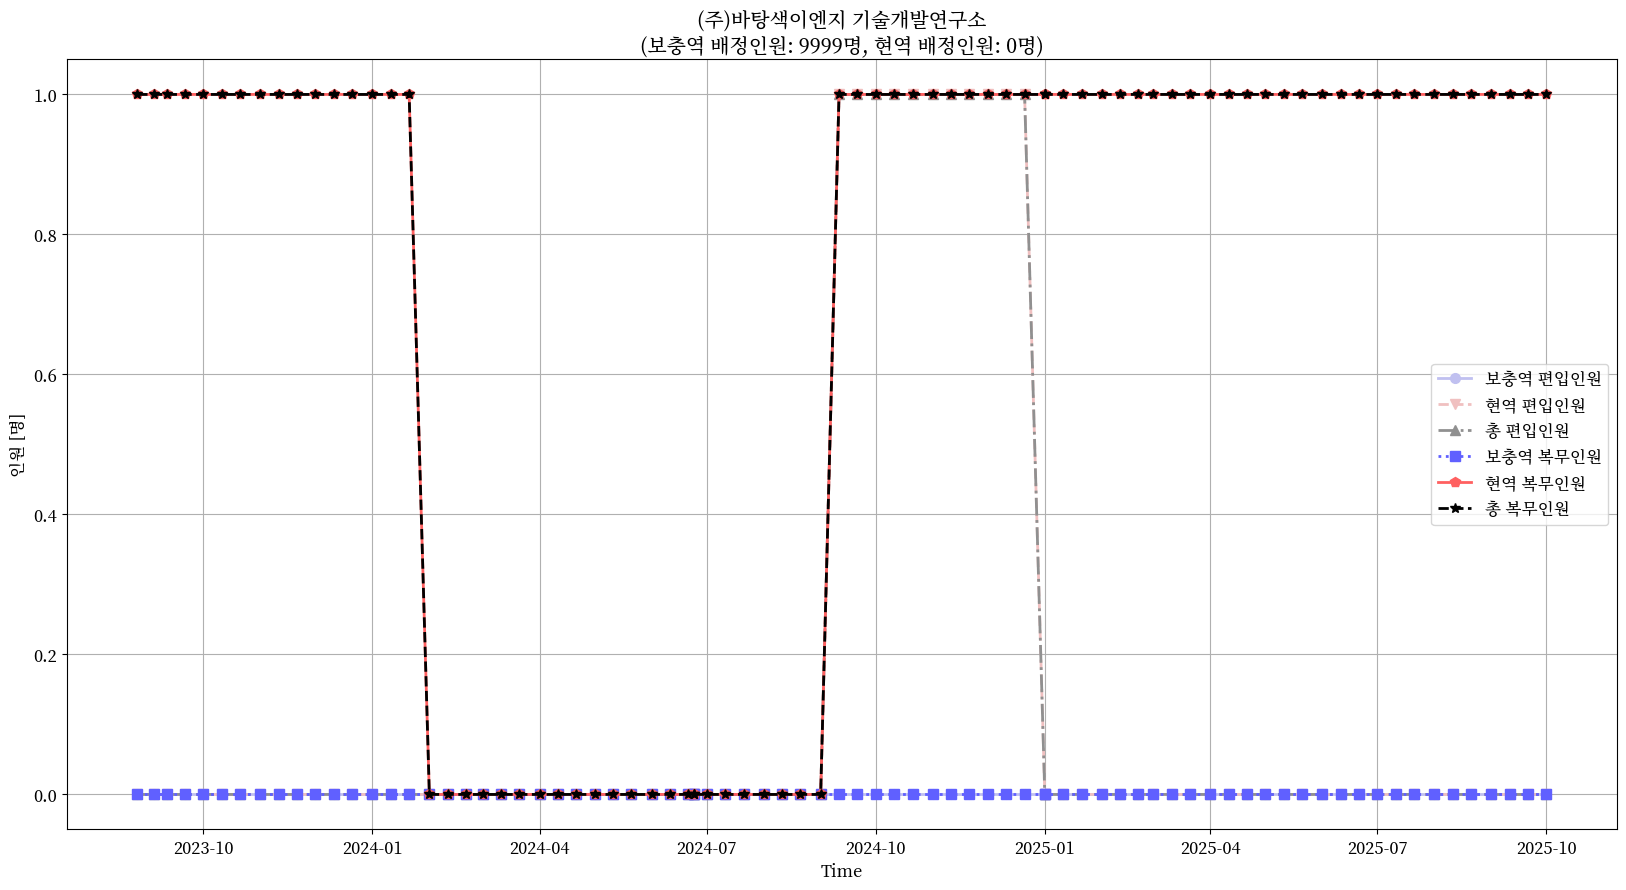 (주)바탕색이엔지 기술개발연구소
(보충역 배정인원: 9999명, 현역 배정인원: 0명)
인원 [명]
1.0
0.8
0.6
0.4
0.2
0.0
보충역 편입인원
현역 편입인원
총 편입인원
보충역 복무인원
현역 복무인원
총 복무인원
2023-10
2024-01
2024-04
2024-07
2024-10
2025-01
2025-04
2025-07
2025-10
Time